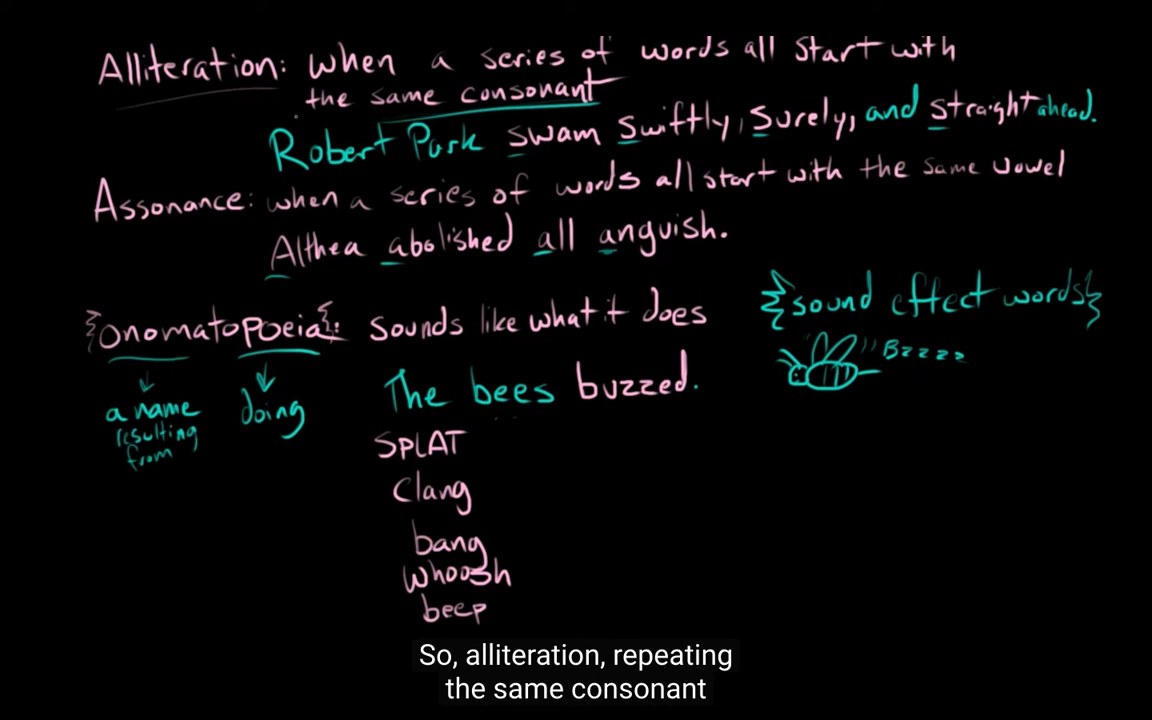 Alliteration: when a series of words all start with
the same consonant
Robert Park swam swiftly, surely, and straight ahead.
Assonance: when a series of words all start with the same vowel
Althea abolished all anguish.
onomatopoeia: sounds like what it does
sound effect words
Bzzzz
a name
resulting
from
doing
The bees buzzed.
SPLAT
Clang
bang
whoosh
beep
So, alliteration, repeating
the same consonant